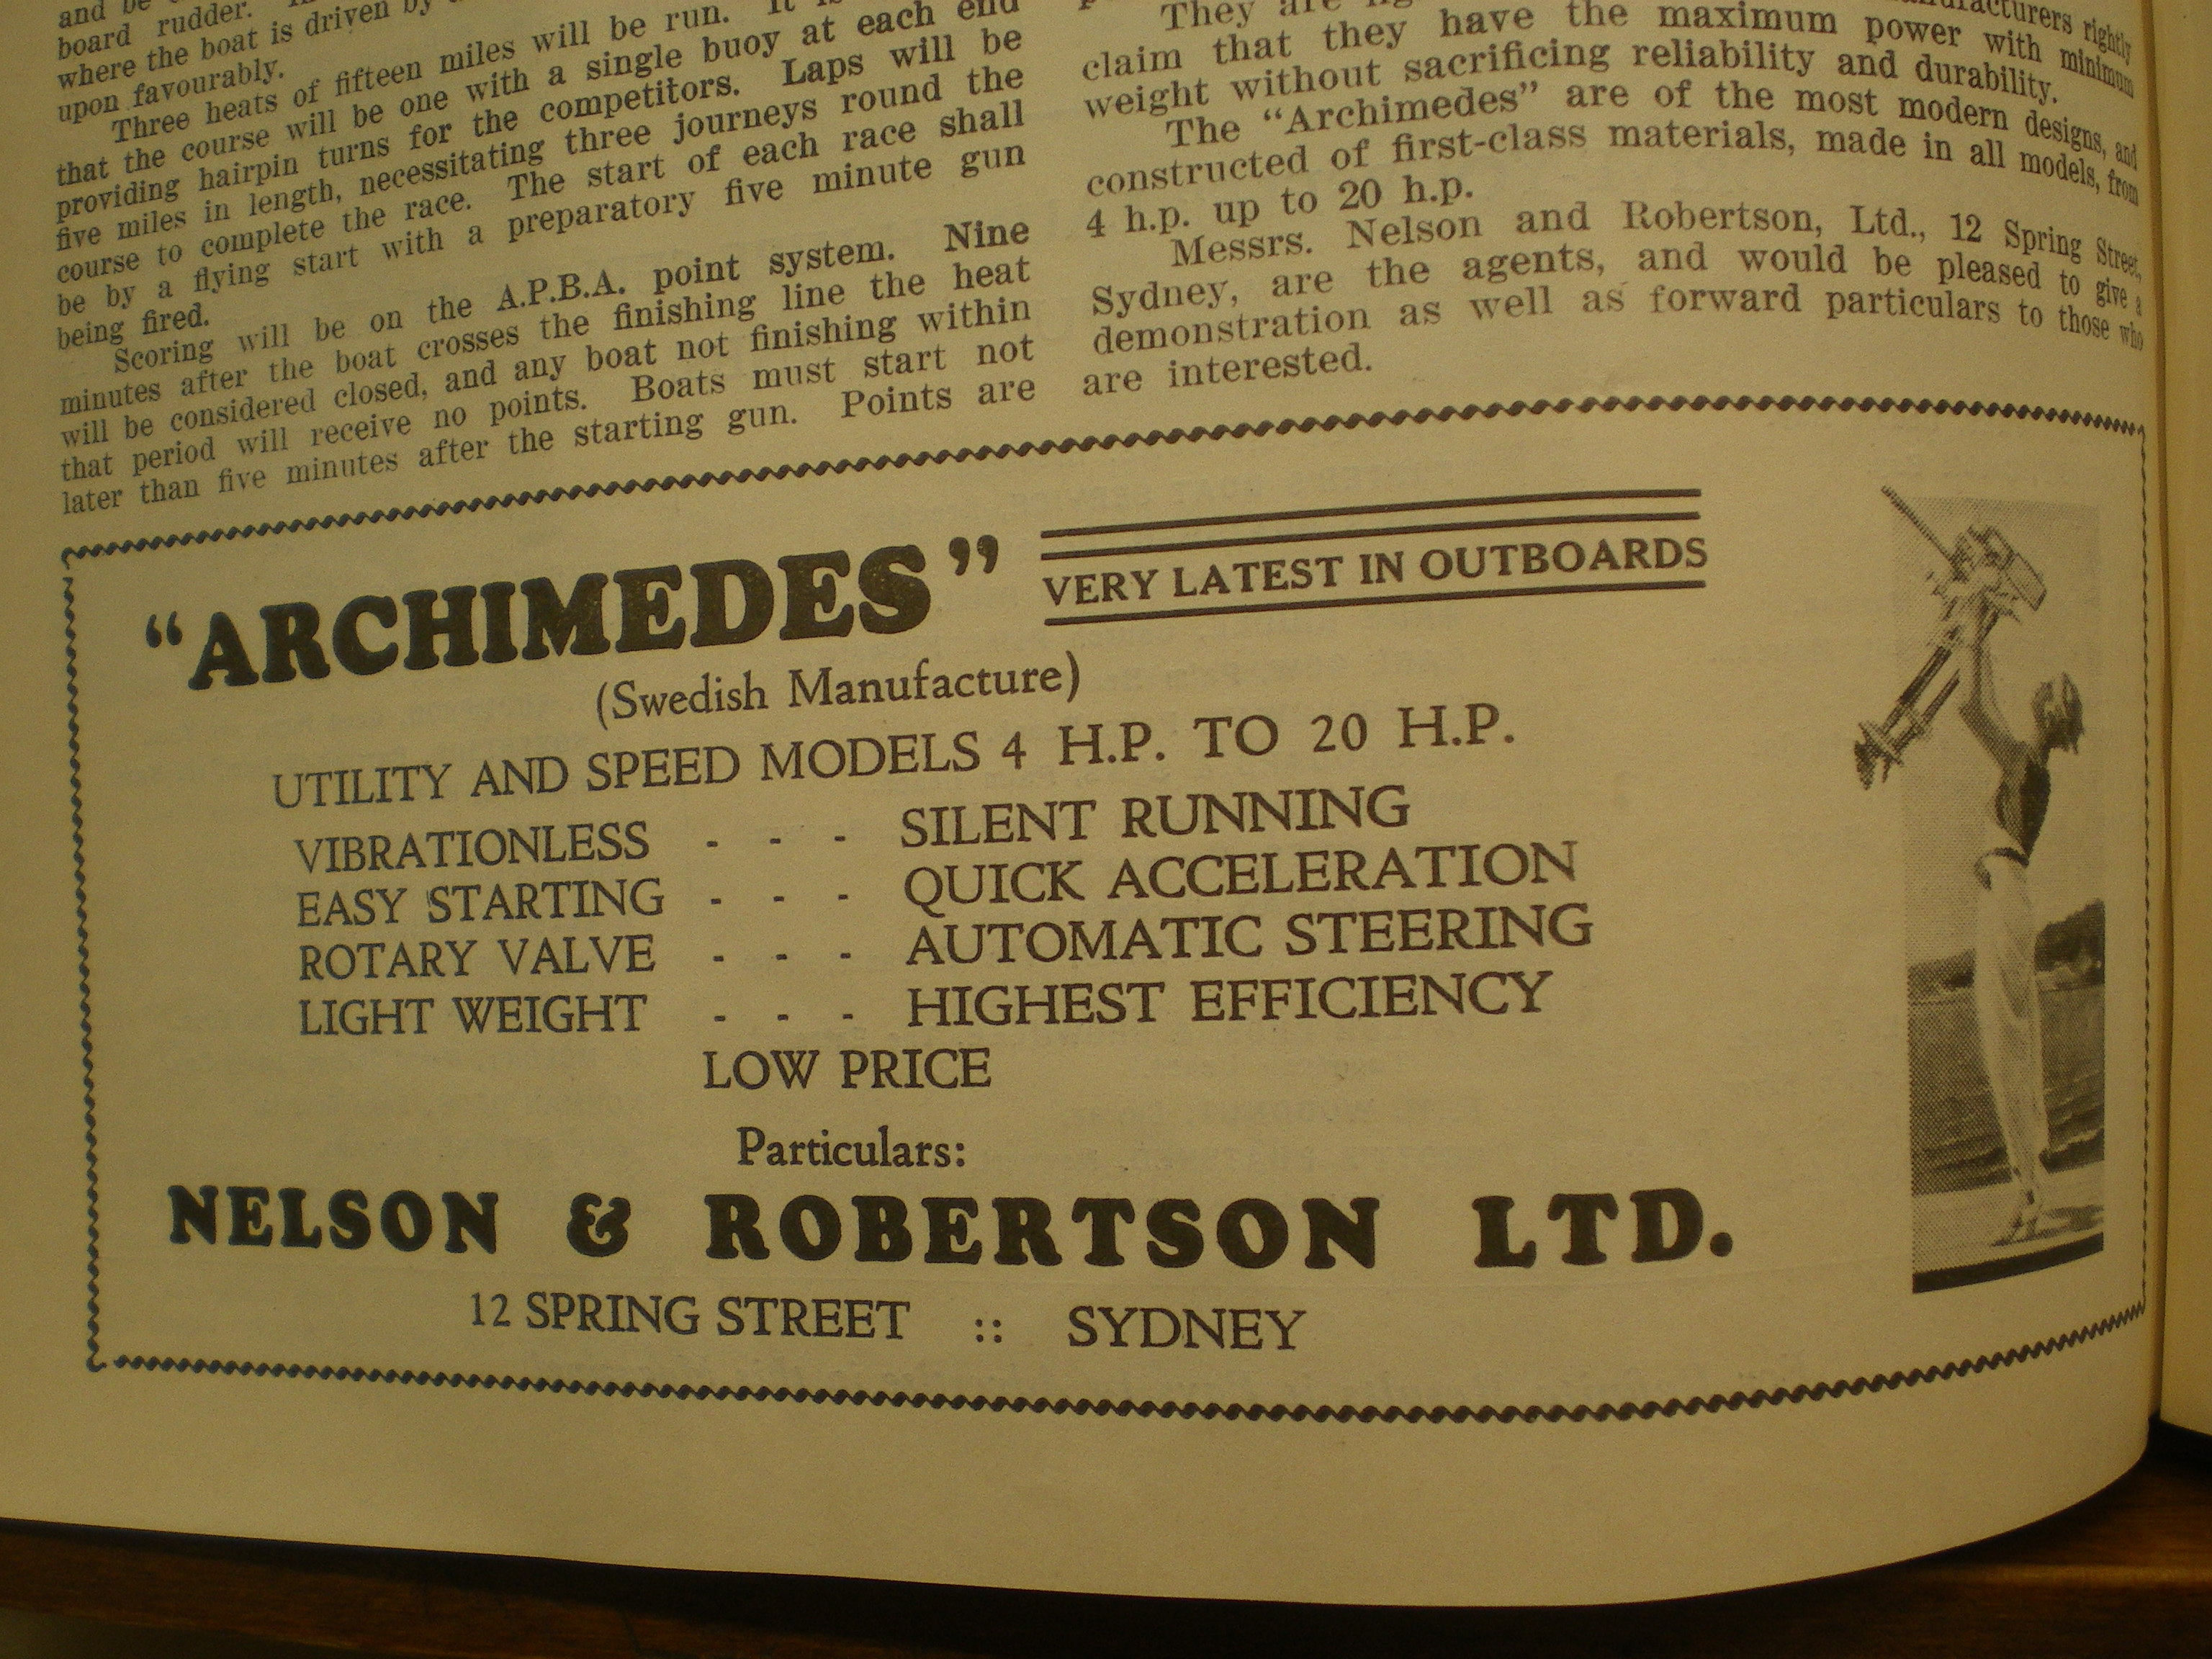 and be
board rudder.
where the boat is driven by
upon favourably.
Three heats of fifteen miles will be run. It
that the course will be one with a single buoy at each end
providing hairpin turns for the competitors. Laps will be
five miles in length, necessitating three journeys round the
course to complete the race. The start of each race shall
be by a flying start with a preparatory five minute gun
being fired.
Scoring will be on the A.P.B.A. point system. Nine
minutes after the boat crosses the finishing line the heat
will be considered closed, and any boat not finishing within
that period will receive no points. Boats must start not
later than five minutes after the starting gun. Points are
They are
rightly
claim that they have the maximum power with minimum
weight without sacrificing reliability and durability.
The "Archimedes" are of the most modern designs, and
constructed of first-class materials, made in all models, from
4 h.p. up to 20 h.p.
Messrs. Nelson and Robertson, Ltd., 12 Spring Street,
Sydney, are the agents, and would be pleased to give a
demonstration as well as forward particulars to those who
are interested.
"ARCHIMEDES" VERY LATEST IN OUTBOARDS
(Swedish Manufacture)
UTILITY AND SPEED MODELS 4 H.P. TO 20 H.P.
VIBRATIONLESS - - - SILENT RUNNING
EASY STARTING - - - QUICK ACCELERATION
ROTARY VALVE - - - AUTOMATIC STEERING
LIGHT WEIGHT - - - HIGHEST EFFICIENCY
LOW PRICE
Particulars:
NELSON & ROBERTSON LTD.
12 SPRING STREET :: SYDNEY